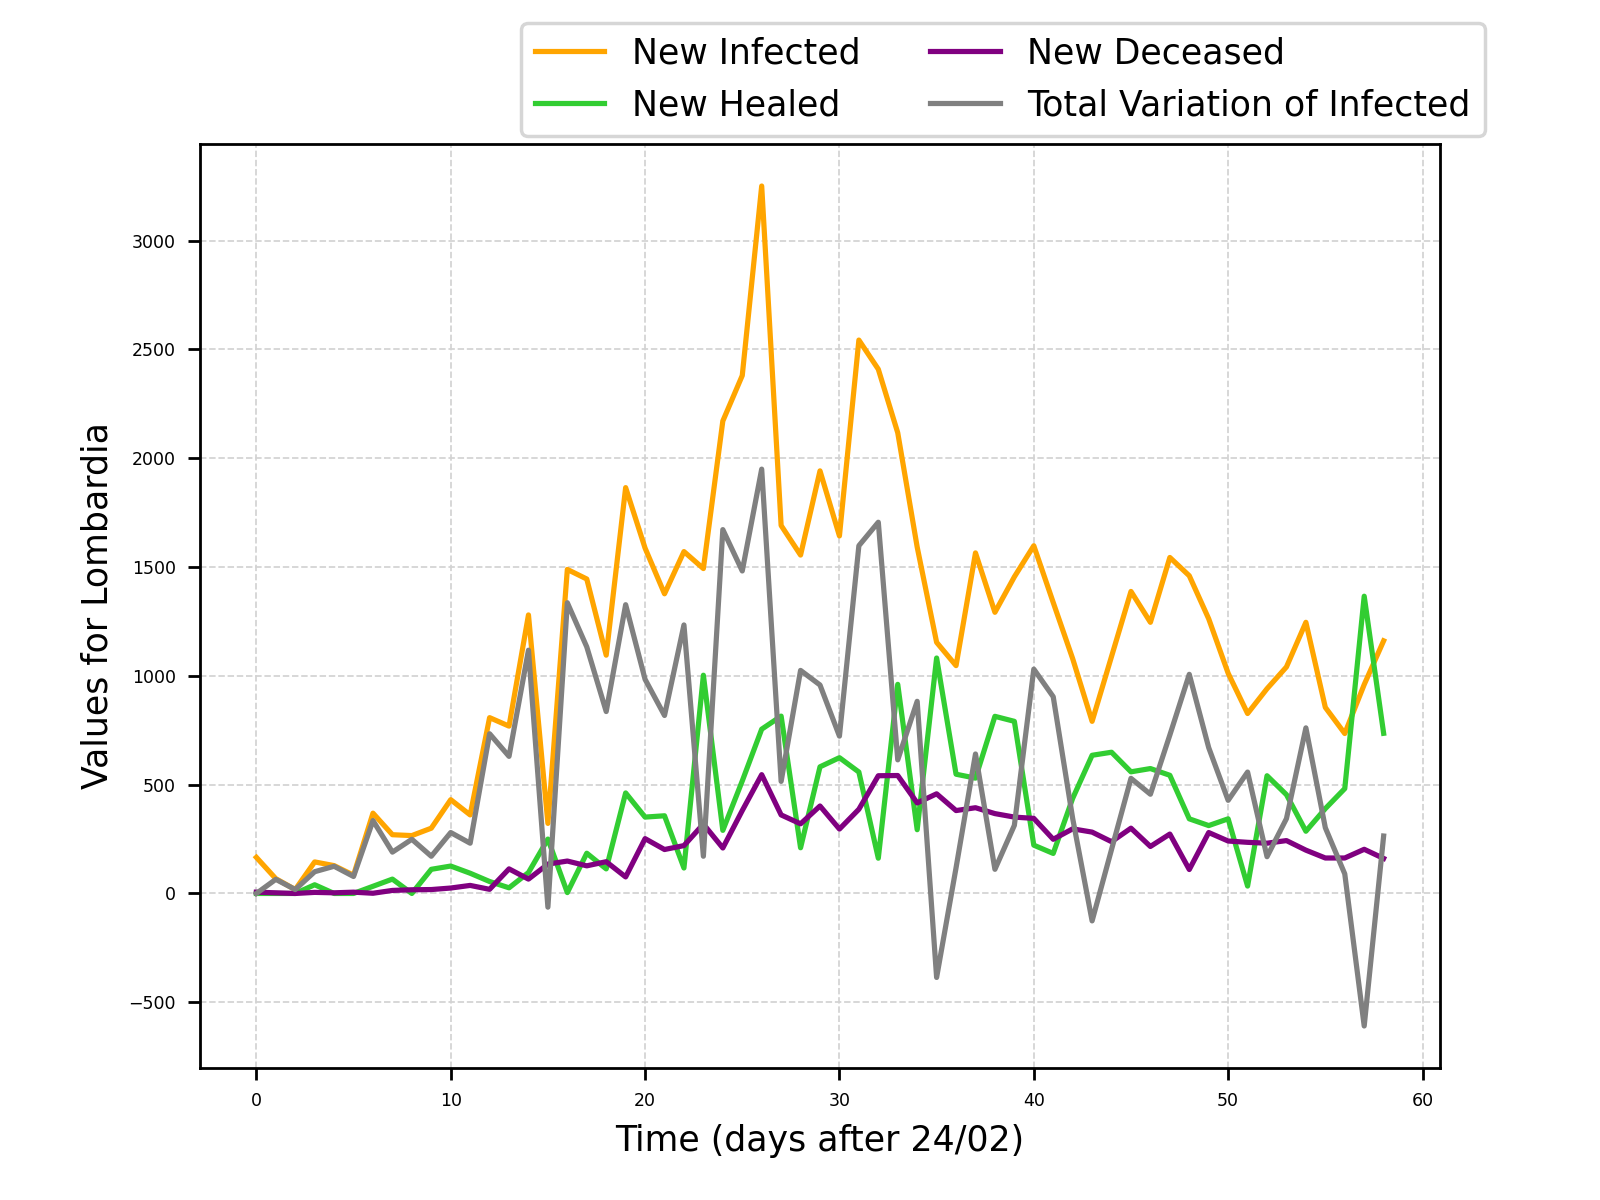 New Infected
New Healed
New Deceased
Total Variation of Infected
Values for Lombardia
3000
2500
2000
1500
1000
500
0
−500
0 10 20 30 40 50 60
Time (days after 24/02)